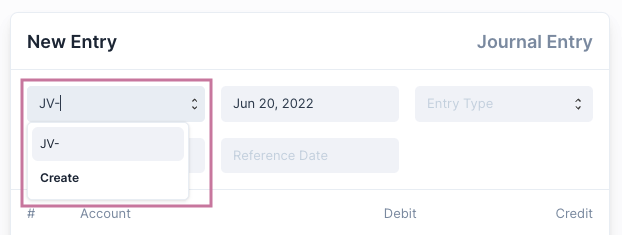 New Entry
Journal Entry
JV-
Jun 20, 2022
Entry Type
JV-
Reference Date
Create
# Account Debit Credit